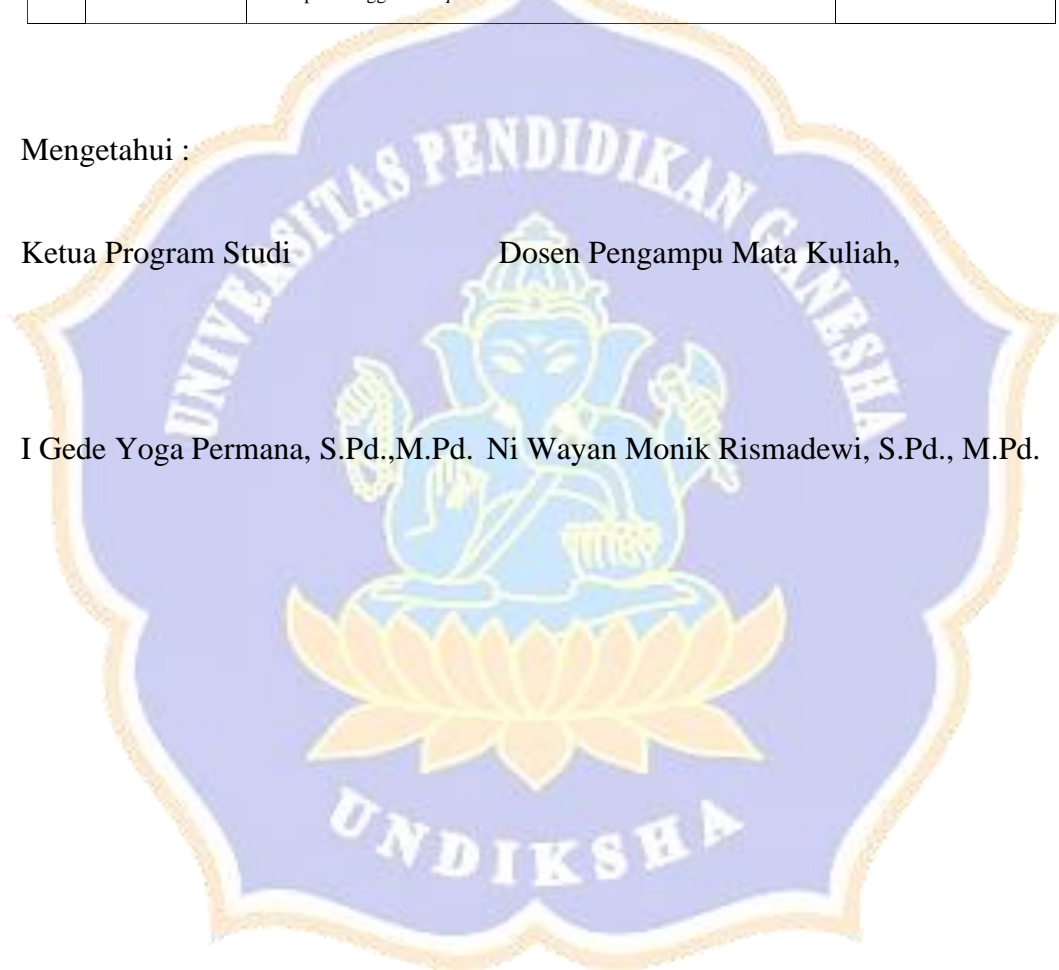 Mengetahui :
UNIVERSITAS PENDIDIKAN GANESHA
Ketua Program Studi Dosen Pengampu Mata Kuliah,
I Gede Yoga Permana, S.Pd.,M.Pd. Ni Wayan Monik Rismadewi, S.Pd., M.Pd.
UNDIKSHA